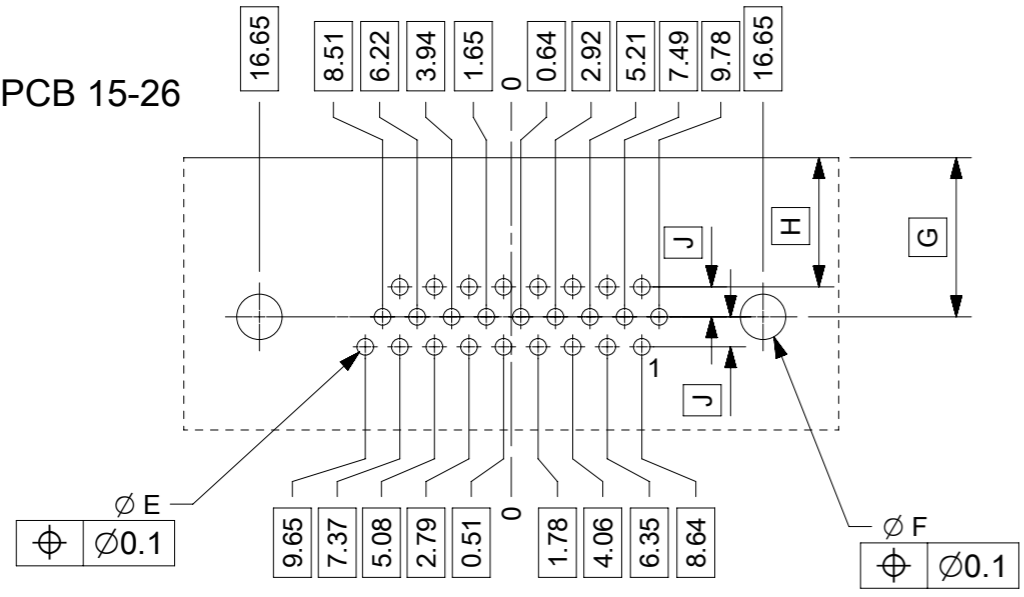 16.65
8.51
6.22
3.94
1.65
0
0.64
2.92
5.21
7.49
9.78
16.65
PCB 15-26
H
G
J
1
J
Ø E
⌖ Ø0.1
9.65
7.37
5.08
2.79
0.51
0
1.78
4.06
6.35
8.64
Ø F
⌖ Ø0.1